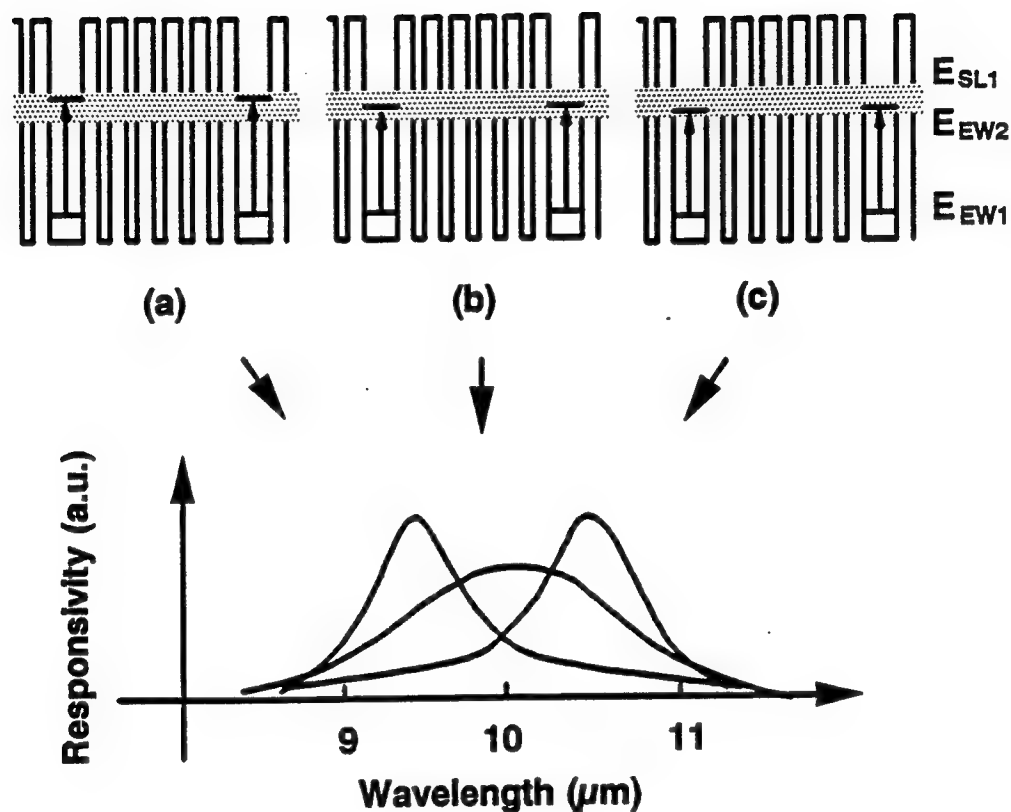 E_SL1
E_EW2
E_EW1
(a)
(b)
(c)
Responsivity (a.u.)
9
10
11
Wavelength (μm)